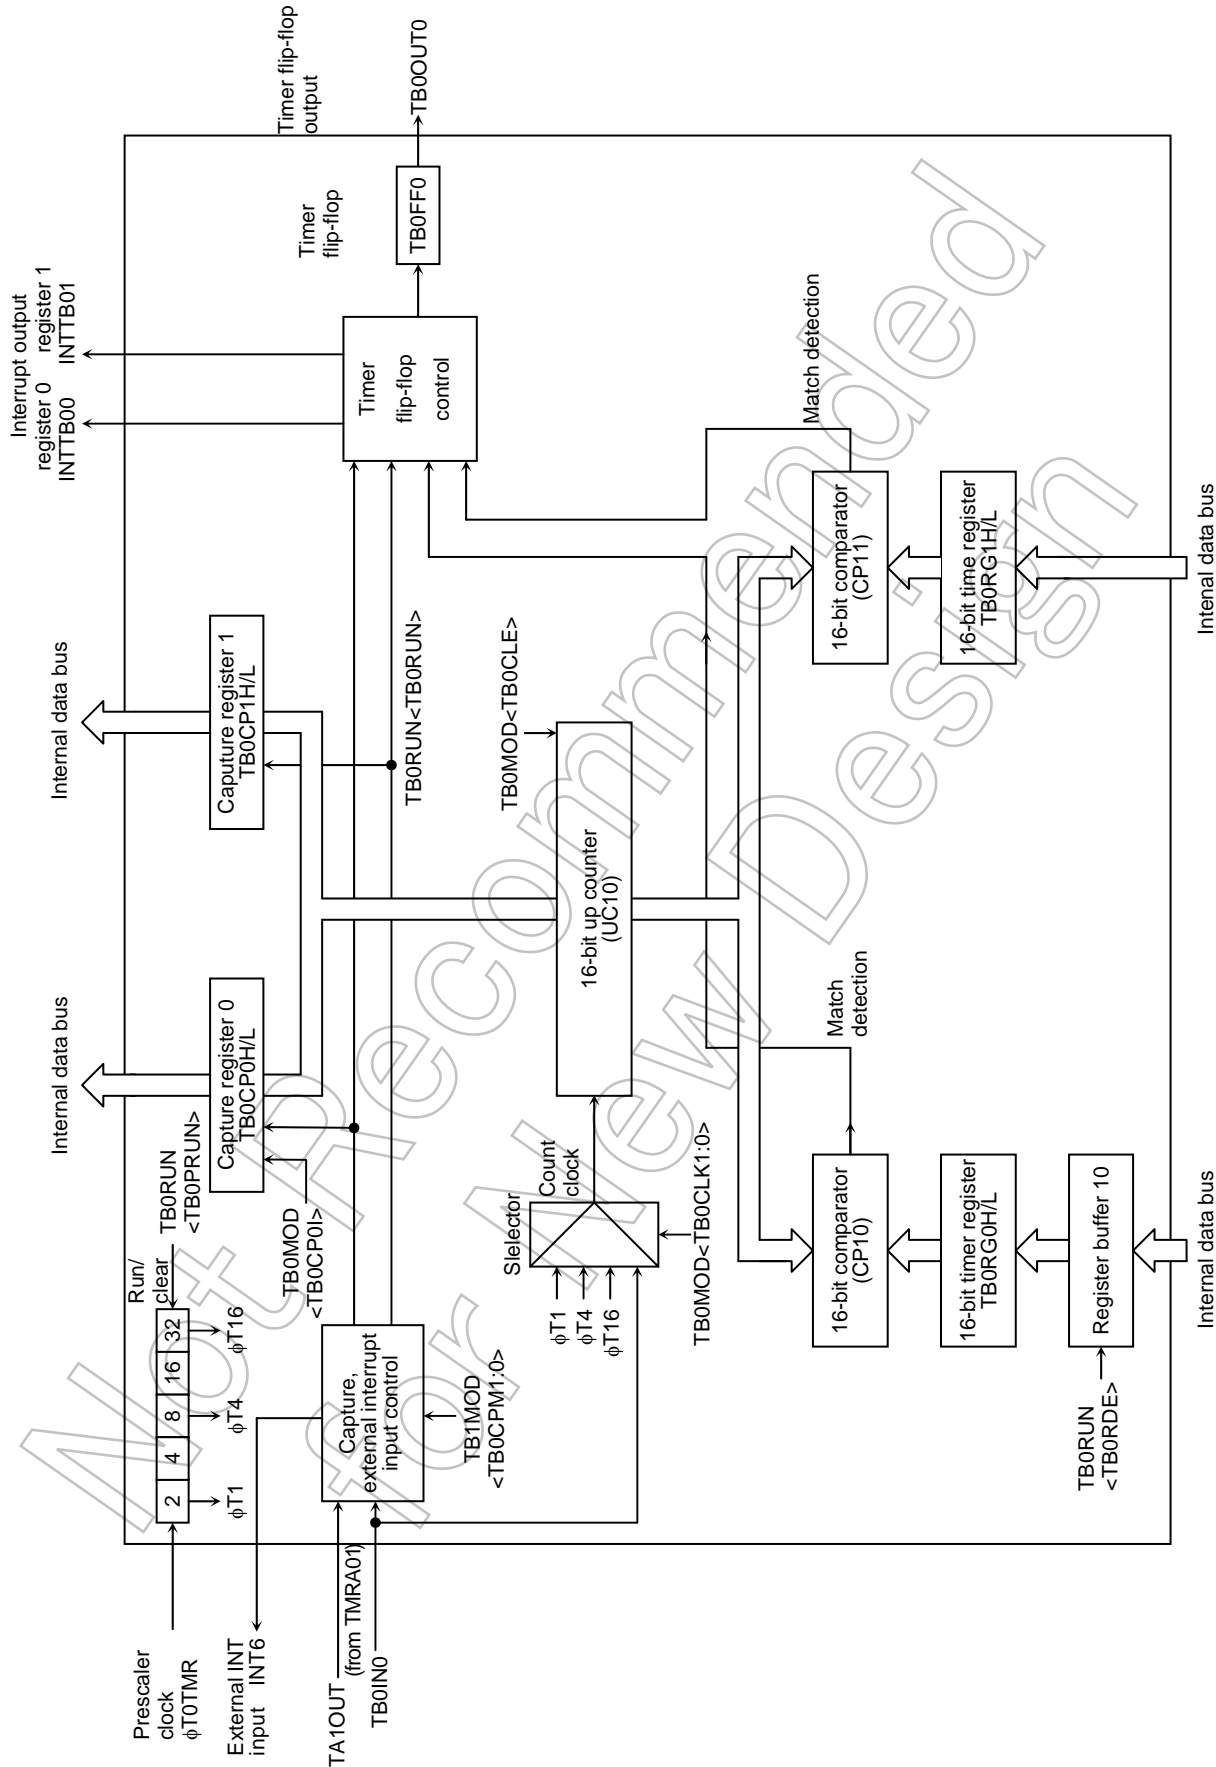 Prescaler
clock
ϕT0TMR
2
4
8
16
32
ϕT1
ϕT4
ϕT16
Run/
clear
TB0RUN
<TB0PRUN>
External INT
input INT6
TA1OUT
(from TMRA01)
TB0IN0
Capture,
external interrupt
input control
TB1MOD
<TB0CPM1:0>
TB0MOD
<TB0CP0I>
Internal data bus
Capture register 0
TB0CP0H/L
Internal data bus
Caputure register 1
TB0CP1H/L
TB0RUN<TB0RUN>
Interrupt output
register 0 register 1
INTTB00 INTTB01
Timer
flip-flop
control
Timer
flip-flop
TB0FF0
Timer flip-flop
output
TB0OUT0
Slelector
ϕT1
ϕT4
ϕT16
Count
clock
TB0MOD<TB0CLK1:0>
16-bit up counter
(UC10)
TB0MOD<TB0CLE>
Match
detection
Match detection
16-bit comparator
(CP10)
16-bit timer register
TB0RG0H/L
Register buffer 10
TB0RUN
<TB0RDE>
Internal data bus
16-bit comparator
(CP11)
16-bit time register
TB0RG1H/L
Intenal data bus
Not Recommended
for New Design